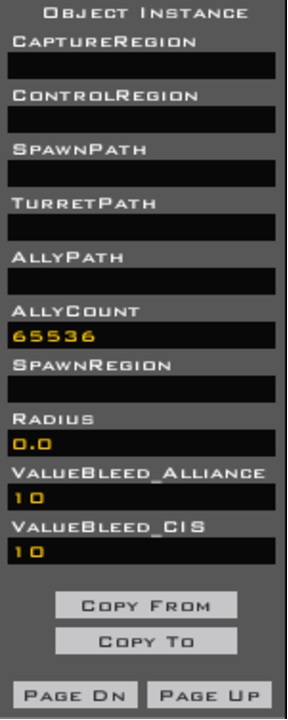 Object Instance
CaptureRegion
ControlRegion
SpawnPath
TurretPath
AllyPath
AllyCount
65536
SpawnRegion
Radius
0.0
ValueBleed_Alliance
10
ValueBleed_CIS
10
Copy From
Copy To
Page Dn Page Up